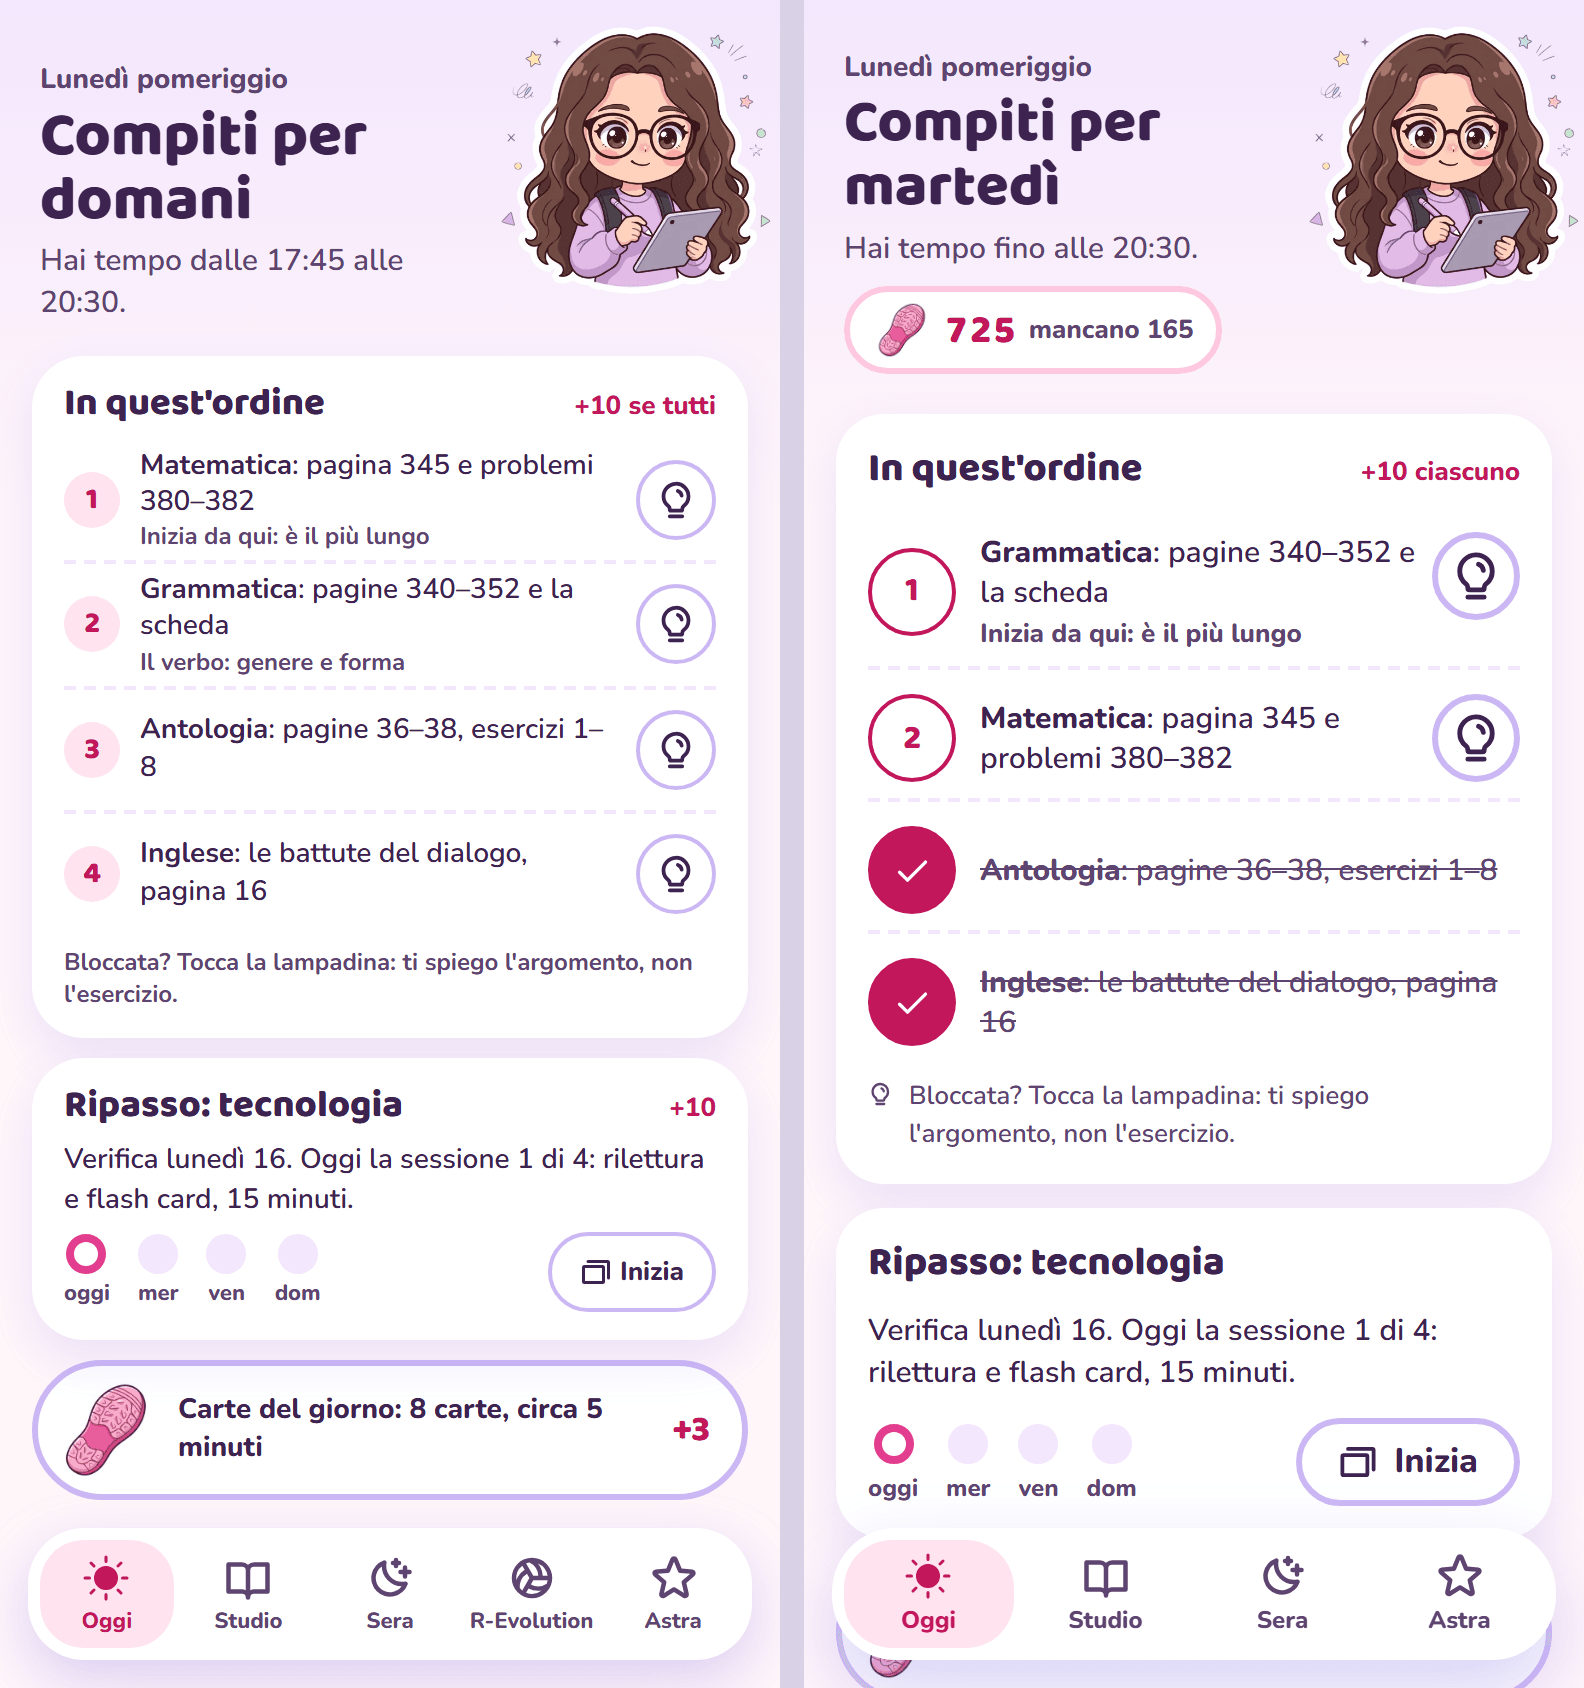 Lunedì pomeriggio
Compiti per
domani
Hai tempo dalle 17:45 alle
20:30.
In quest'ordine
+10 se tutti
1
Matematica: pagina 345 e problemi
380–382
Inizia da qui: è il più lungo
2
Grammatica: pagine 340–352 e la
scheda
Il verbo: genere e forma
3
Antologia: pagine 36–38, esercizi 1–
8
4
Inglese: le battute del dialogo,
pagina 16
Bloccata? Tocca la lampadina: ti spiego l'argomento, non
l'esercizio.
Ripasso: tecnologia
+10
Verifica lunedì 16. Oggi la sessione 1 di 4: rilettura
e flash card, 15 minuti.
oggi mer ven dom
Inizia
Carte del giorno: 8 carte, circa 5
minuti
+3
Oggi Studio Sera R-Evolution Astra
Lunedì pomeriggio
Compiti per
martedì
Hai tempo fino alle 20:30.
725 mancano 165
In quest'ordine
+10 ciascuno
1
Grammatica: pagine 340–352 e
la scheda
Inizia da qui: è il più lungo
2
Matematica: pagina 345 e
problemi 380–382
Antologia: pagine 36–38, esercizi 1–8
Inglese: le battute del dialogo, pagina
16
Bloccata? Tocca la lampadina: ti spiego
l'argomento, non l'esercizio.
Ripasso: tecnologia
Verifica lunedì 16. Oggi la sessione 1 di 4:
rilettura e flash card, 15 minuti.
oggi mer ven dom
Inizia
Oggi Studio Sera Astra